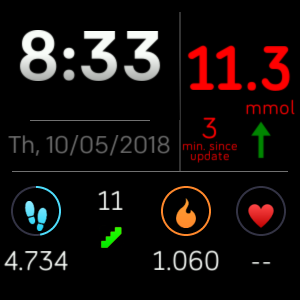 8:33
11.3
mmol
3
min. since
update
Th, 10/05/2018
11
4.734
1.060
--